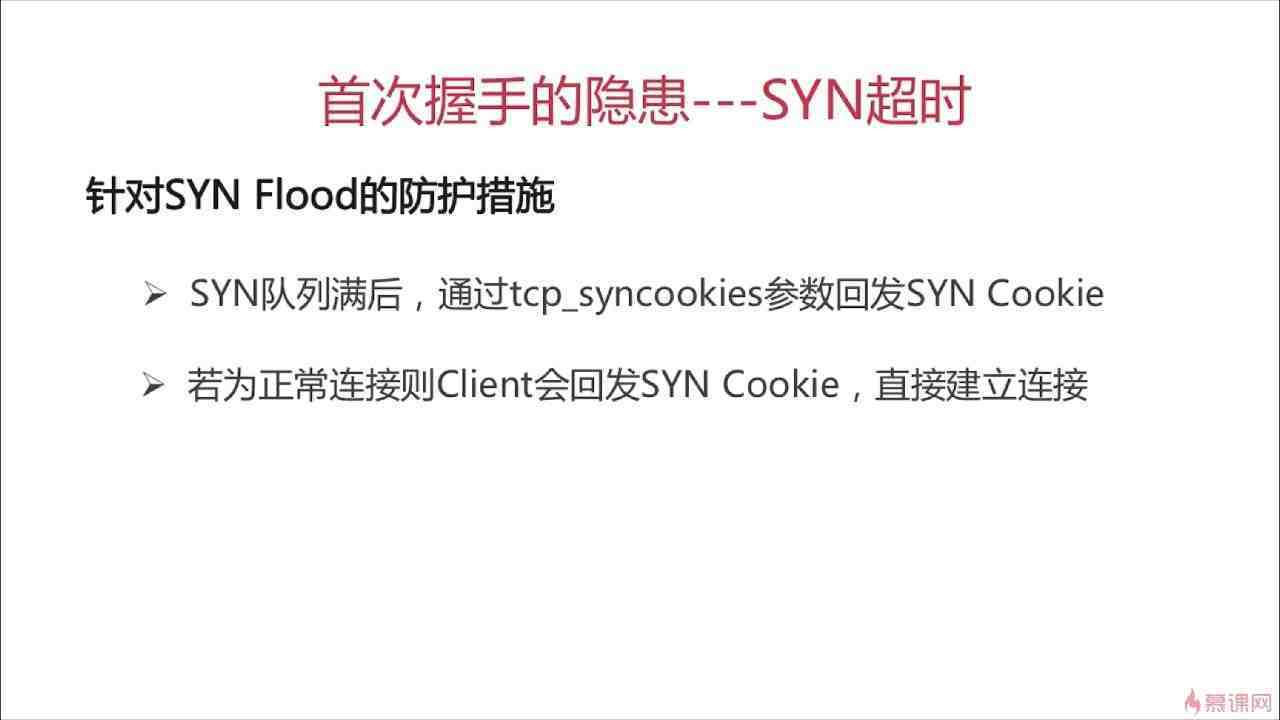 首次握手的隐患---SYN超时
针对SYN Flood的防护措施
SYN队列满后，通过tcp_syncookies参数回发SYN Cookie
若为正常连接则Client会回发SYN Cookie，直接建立连接
慕课网